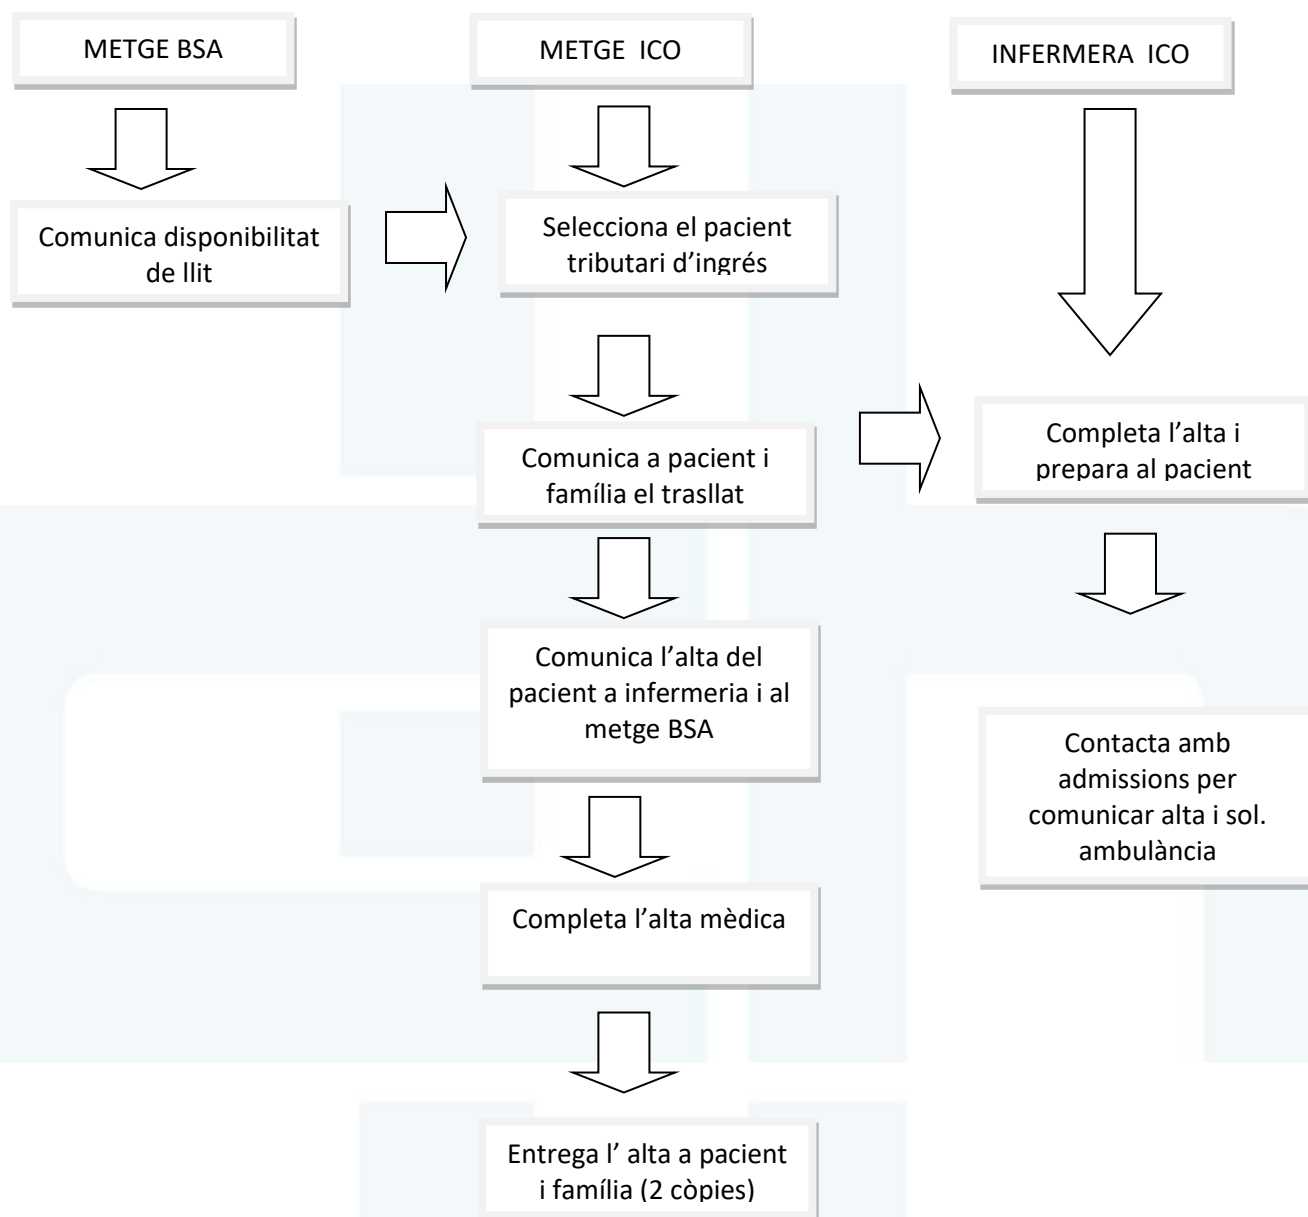 METGE BSA
METGE  ICO
INFERMERA  ICO
Comunica disponibilitat
de llit
Selecciona el pacient
tributari d’ingrés
Comunica a pacient i
família el trasllat
Completa l’alta i
prepara al pacient
Comunica l’alta del
pacient a infermeria i al
metge BSA
Contacta amb
admissions per
comunicar alta i sol.
ambulància
Completa l’alta mèdica
Entrega l’ alta a pacient
i família (2 còpies)